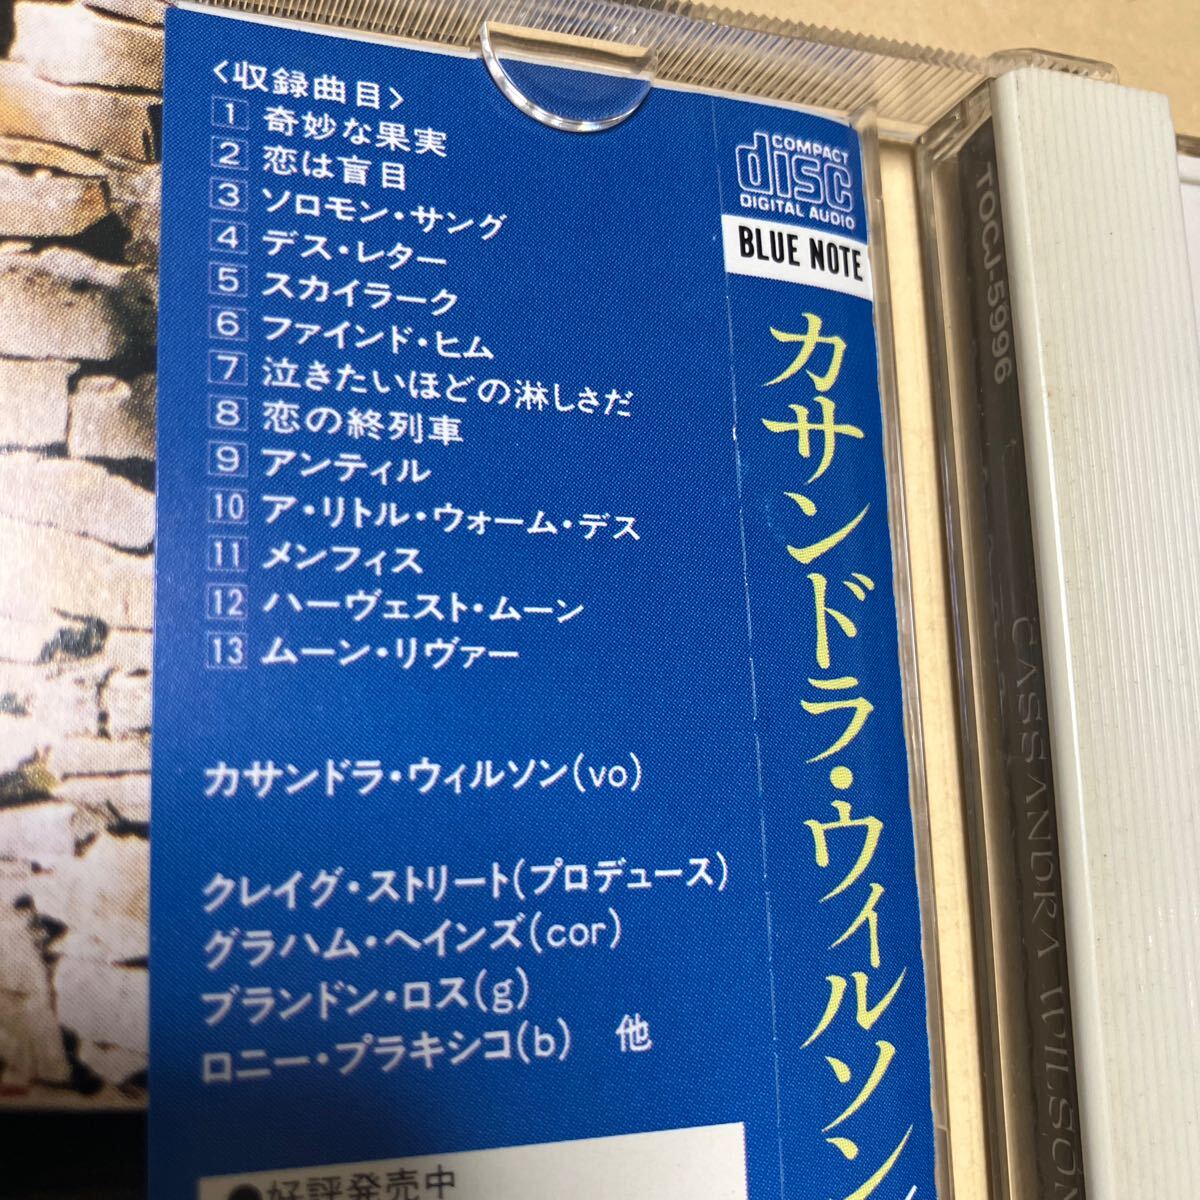 〈収録曲目〉
1 奇妙な果実
2 恋は盲目
3 ソロモン・サング
4 デス・レター
5 スカイラーク
6 ファインド・ヒム
7 泣きたいほどの淋しさだ
8 恋の終列車
9 アンティル
10 ア・リトル・ウォーム・デス
11 メンフィス
12 ハーヴェスト・ムーン
13 ムーン・リヴァー
カサンドラ・ウィルソン(vo)
クレイグ・ストリート(プロデュース)
グラハム・ヘインズ(cor)
ブランドン・ロス(g)
ロニー・プラキシコ(b) 他
●好評発売中
COMPACT
disc
DIGITAL AUDIO
BLUE NOTE
カサンドラ・ウィルソン
TOCJ-5996
CASSANDRA WILSON